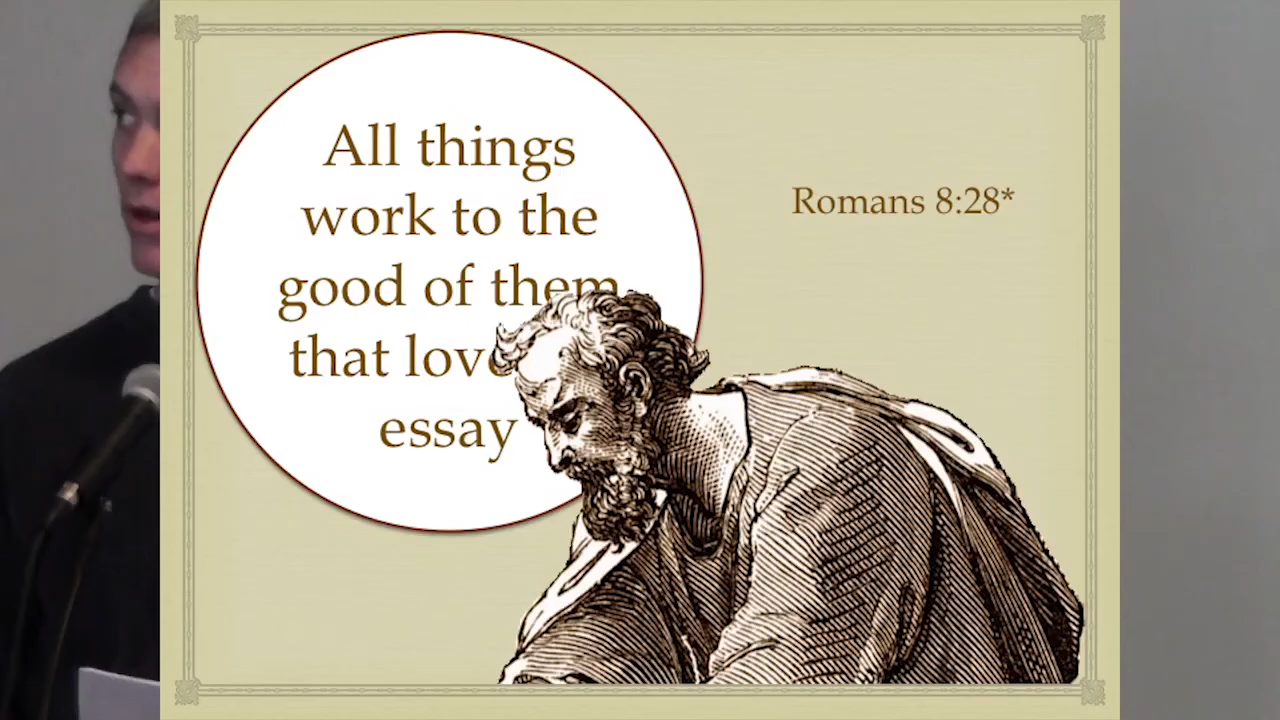 All things
work to the
good of them
that love
essay
Romans 8:28*